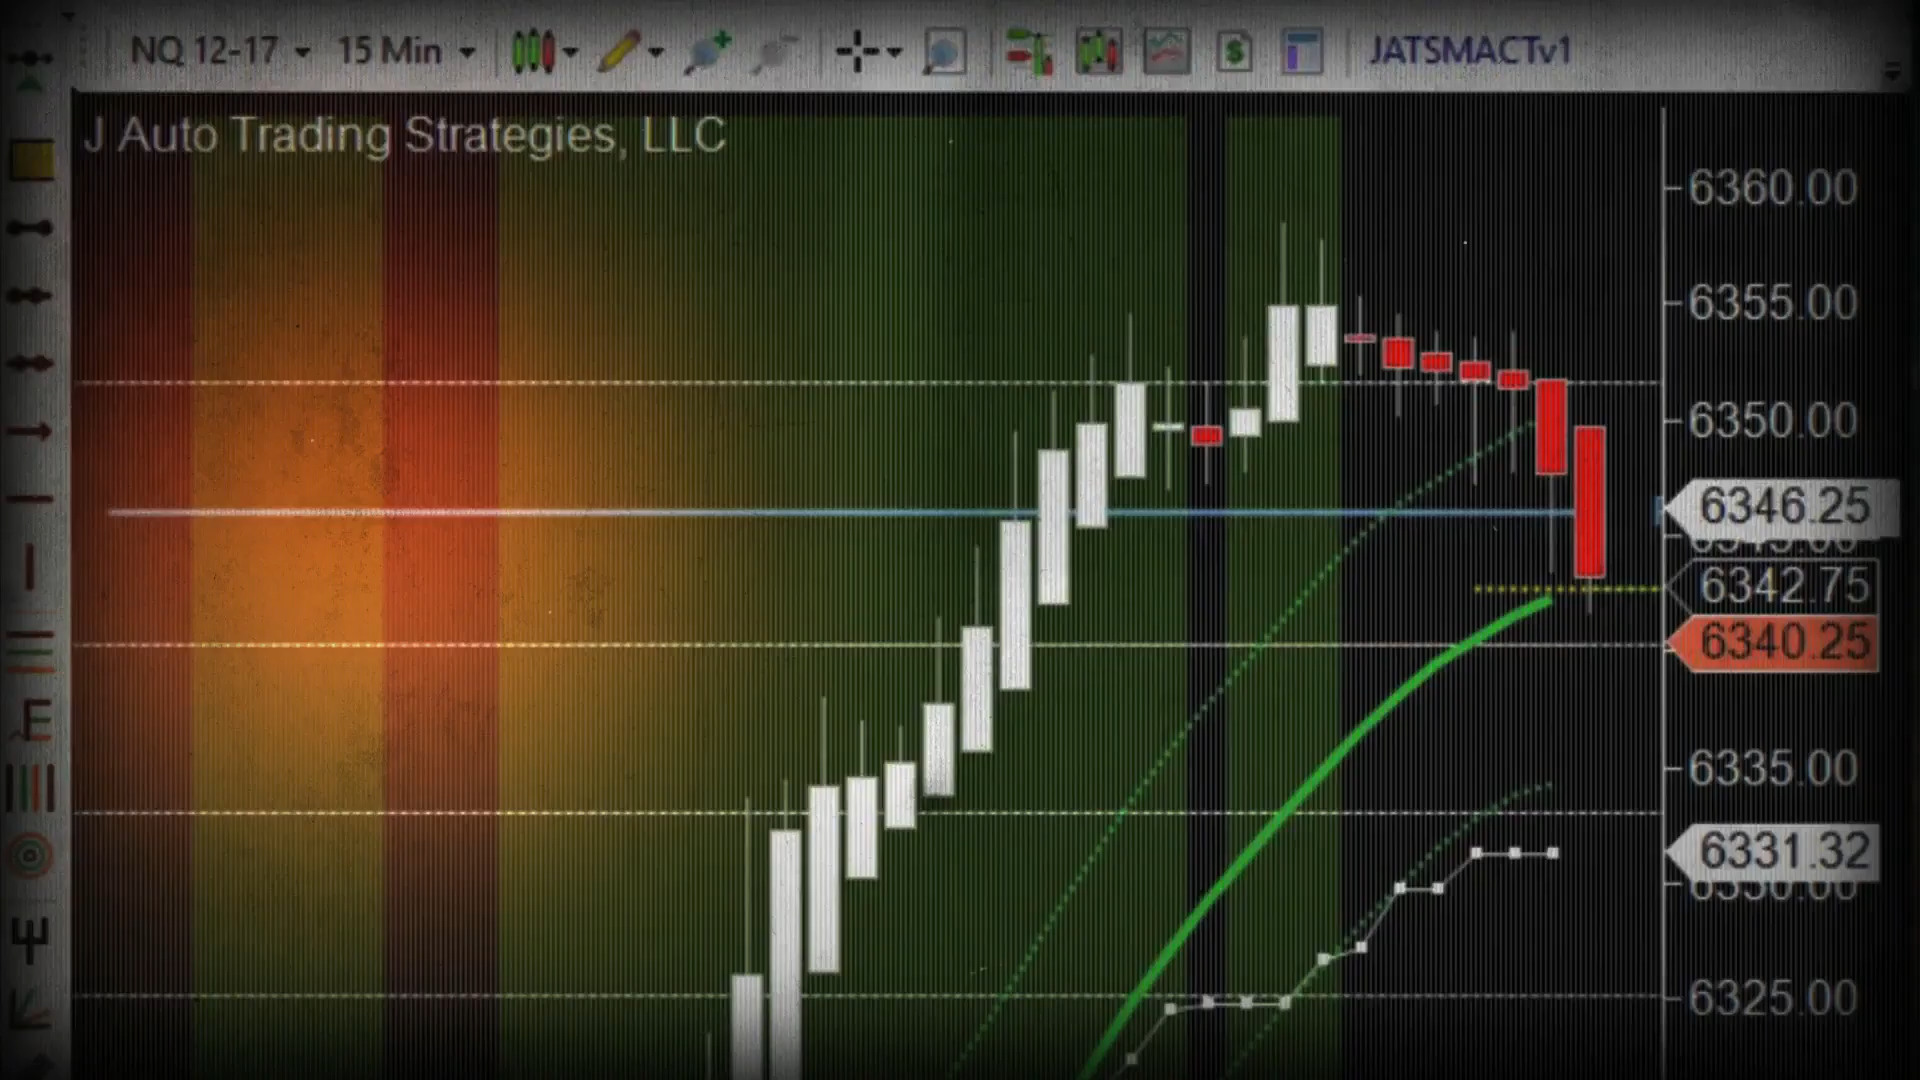 NQ 12-17
15 Min
JATSMACTv1
J Auto Trading Strategies, LLC
6360.00
6355.00
6350.00
6346.25
6342.75
6340.25
6335.00
6331.32
6325.00